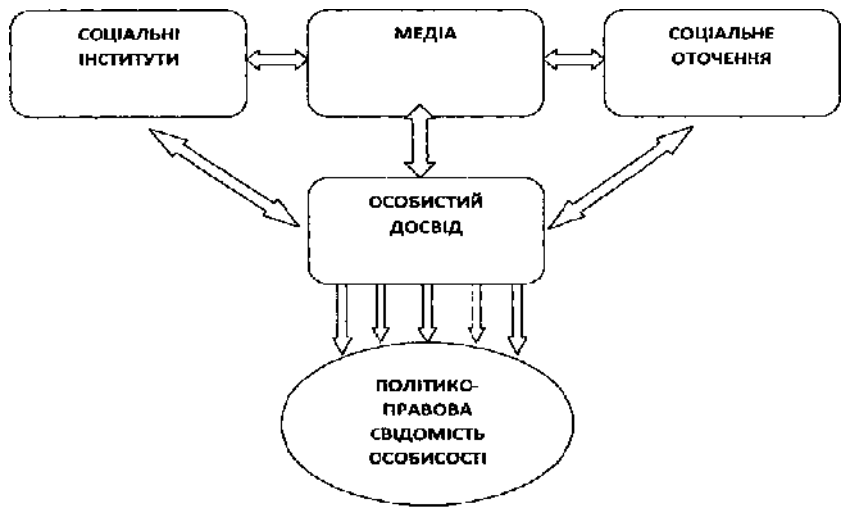 СОЦІАЛЬНІ
ІНСТИТУТИ
МЕДІА
СОЦІАЛЬНЕ
ОТОЧЕННЯ
ОСОБИСТИЙ
ДОСВІД
ПОЛІТИКО-
ПРАВОВА
СВІДОМІСТЬ
ОСОБИСОСТІ